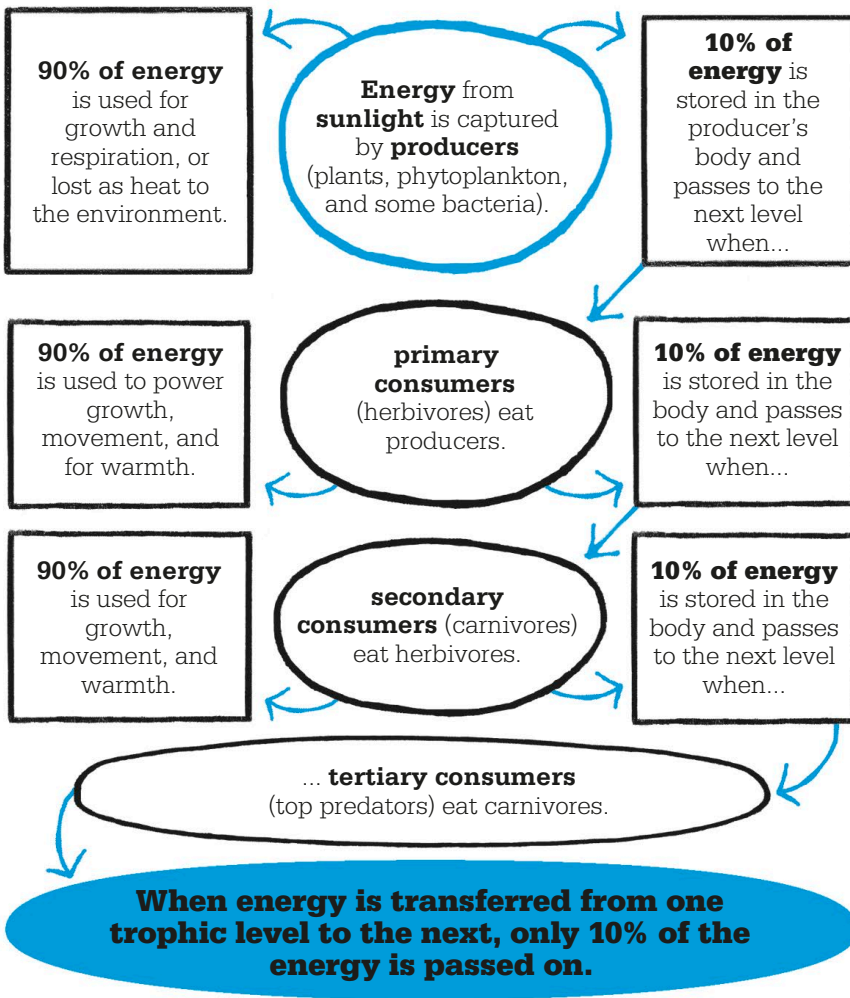 90% of energy
is used for
growth and
respiration, or
lost as heat to
the environment.
Energy from
sunlight is captured
by producers
(plants, phytoplankton,
and some bacteria).
10% of
energy is
stored in the
producer’s
body and
passes to the
next level
when...
90% of energy
is used to power
growth,
movement, and
for warmth.
primary
consumers
(herbivores) eat
producers.
10% of energy
is stored in the
body and passes
to the next level
when...
90% of energy
is used for
growth,
movement, and
warmth.
secondary
consumers (carnivores)
eat herbivores.
10% of energy
is stored in the
body and passes
to the next level
when...
... tertiary consumers
(top predators) eat carnivores.
When energy is transferred from one
trophic level to the next, only 10% of the
energy is passed on.